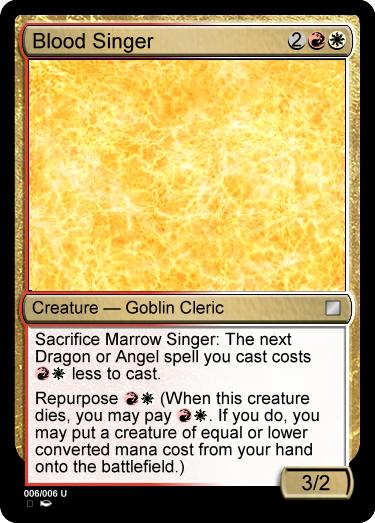 Blood Singer 2
Creature — Goblin Cleric
Sacrifice Marrow Singer: The next
Dragon or Angel spell you cast costs
less to cast.
Repurpose (When this creature
dies, you may pay . If you do, you
may put a creature of equal or lower
converted mana cost from your hand
onto the battlefield.)
3/2
006/006 U